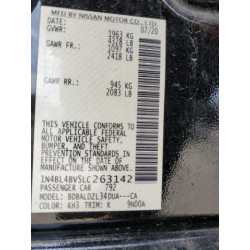 MFD BY NISSAN MOTOR CO., LTD.
07/20
GVWR: 1963 KG
4328 LB
GAWR FR: 1097 KG
2418 LB
GAWR RR: 945 KG
2083 LB
THIS VEHICLE CONFORMS TO ALL
APPLICABLE FEDERAL
MOTOR VEHICLE SAFETY,
BUMPER, AND THEFT
PREVENTION STANDARDS
IN EFFECT ON THE DATE OF
MANUFACTURE SHOWN ABOVE.
1N4BL4BV5LC263142
PASSENGER CAR 792
MODEL: BDBALDZL34DUA---CA
COLOR: KH3 TRIM: K 9N00A